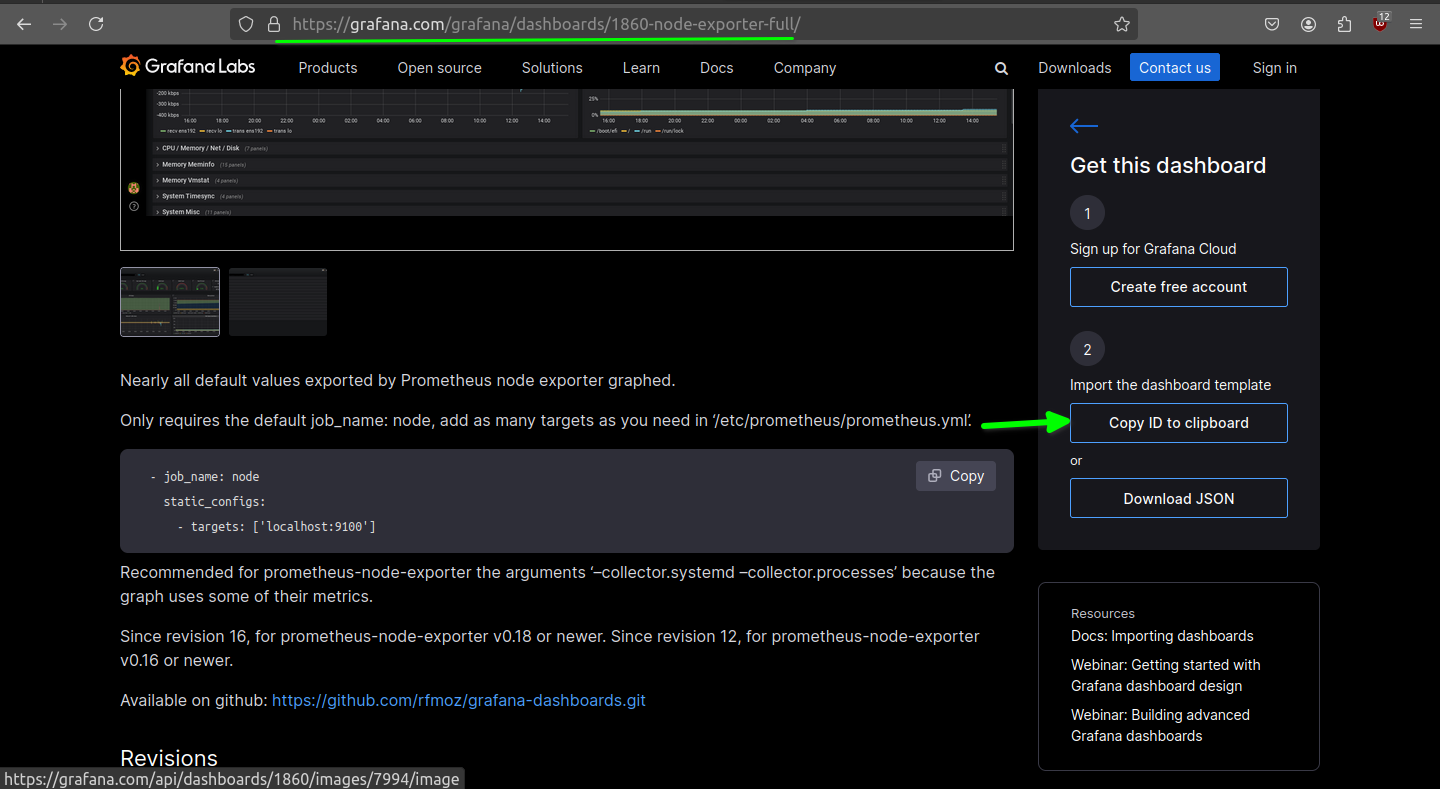 https://grafana.com/grafana/dashboards/1860-node-exporter-full/
12
Grafana Labs
Products
Open source
Solutions
Learn
Docs
Company
Downloads
Contact us
Sign in
-200 kbps
-300 kbps
-400 kbps
16:00 18:00 20:00 22:00 00:00 02:00 04:00 06:00 08:00 10:00 12:00 14:00
recv ens192 recv lo trans ens192 trans lo
25%
0%
16:00 18:00 20:00 22:00 00:00 02:00 04:00 06:00 08:00 10:00 12:00 14:00
/boot/efi / /run /run/lock
CPU / Memory / Net / Disk (7 panels)
Memory Meminfo (15 panels)
Memory Vmstat (4 panels)
System Timesync (4 panels)
System Misc (11 panels)
Nearly all default values exported by Prometheus node exporter graphed.
Only requires the default job_name: node, add as many targets as you need in ‘/etc/prometheus/prometheus.yml’.
- job_name: node
static_configs:
- targets: ['localhost:9100']
Copy
Recommended for prometheus-node-exporter the arguments ‘–collector.systemd –collector.processes’ because the
graph uses some of their metrics.
Since revision 16, for prometheus-node-exporter v0.18 or newer. Since revision 12, for prometheus-node-exporter
v0.16 or newer.
Available on github: https://github.com/rfmoz/grafana-dashboards.git
Revisions
Get this dashboard
1
Sign up for Grafana Cloud
Create free account
2
Import the dashboard template
Copy ID to clipboard
or
Download JSON
Resources
Docs: Importing dashboards
Webinar: Getting started with
Grafana dashboard design
Webinar: Building advanced
Grafana dashboards
https://grafana.com/api/dashboards/1860/images/7994/image